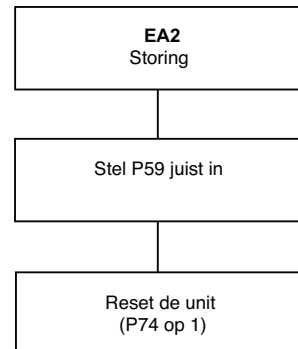 EA2
Storing
Stel P59 juist in
Reset de unit
(P74 op 1)